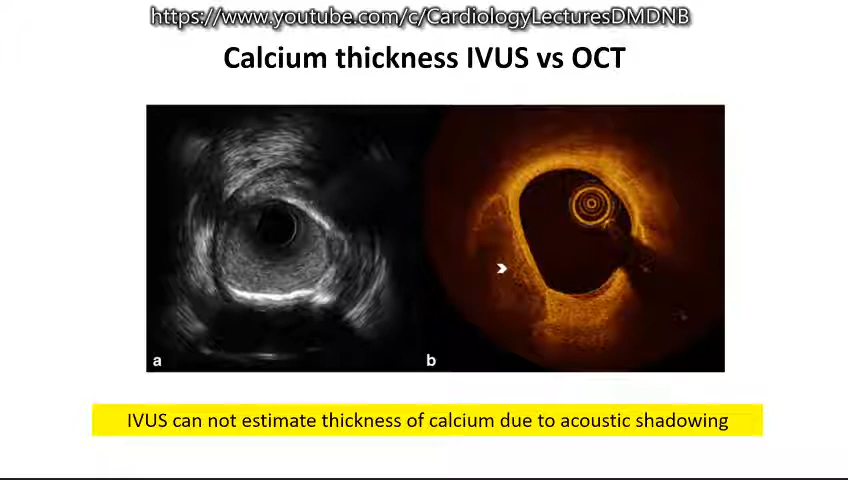 https://www.youtube.com/c/CardiologyLecturesDMDNB
Calcium thickness IVUS vs OCT
a
b
IVUS can not estimate thickness of calcium due to acoustic shadowing